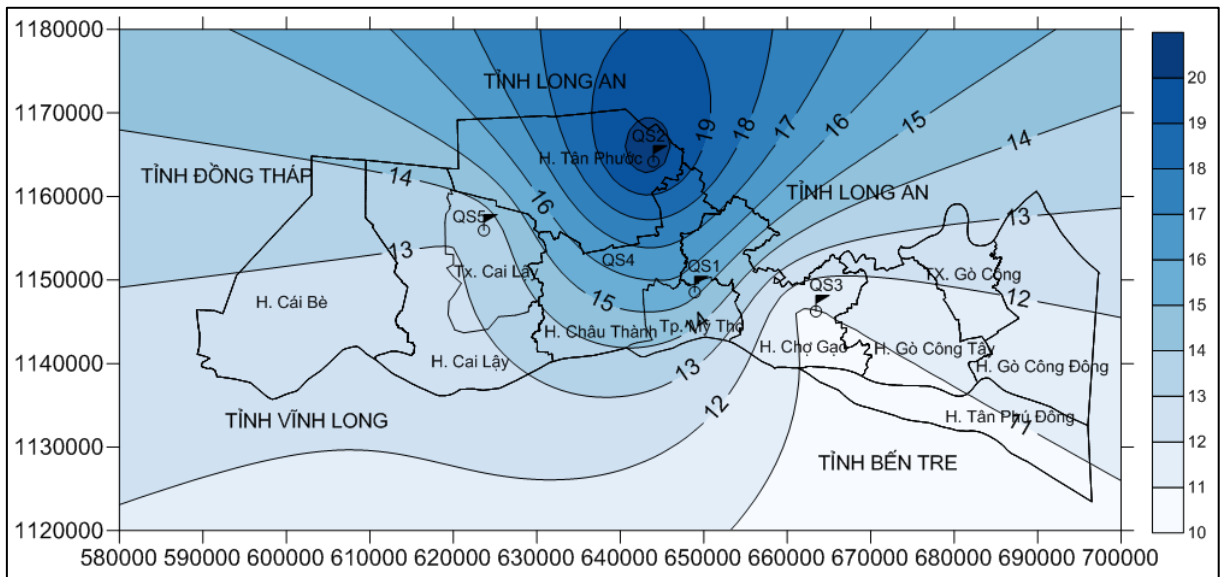 1180000
1170000
1160000
1150000
1140000
1130000
1120000
580000 590000 600000 610000 620000 630000 640000 650000 660000 670000 680000 690000 700000
TỈNH LONG AN
QS2
19
18
17
16
15
14
H. Tân Phước
TỈNH ĐỒNG THÁP
14
TỈNH LONG AN
16
13
QS5
13
QS4
QS1
Tx. Cai Lậy
TX. Gò Công
QS3
12
H. Cái Bè
15
14
H. Châu Thành
Tp. Mỹ Tho
H. Chợ Gạo
H. Gò Công Tây
H. Cai Lậy
13
H. Gò Công Đông
12
H. Tân Phú Đông
11
TỈNH VĨNH LONG
TỈNH BẾN TRE
20
19
18
17
16
15
14
13
12
11
10